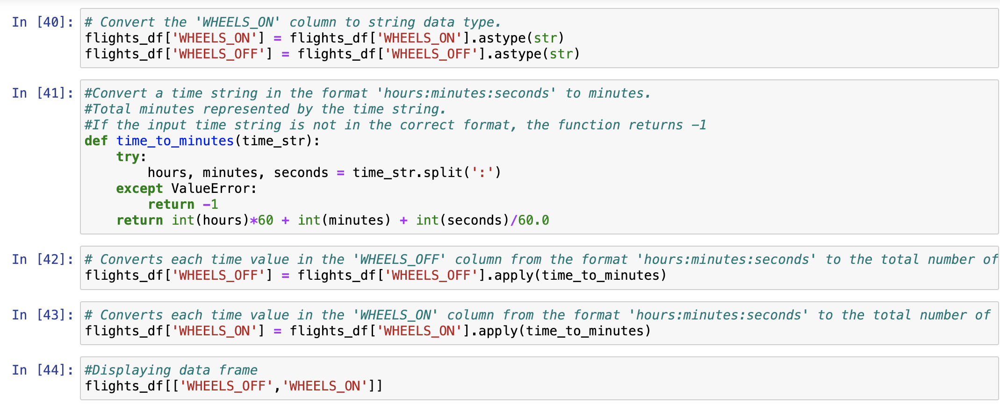 In [40]: # Convert the 'WHEELS_ON' column to string data type.
flights_df['WHEELS_ON'] = flights_df['WHEELS_ON'].astype(str)
flights_df['WHEELS_OFF'] = flights_df['WHEELS_OFF'].astype(str)
In [41]: #Convert a time string in the format 'hours:minutes:seconds' to minutes.
#Total minutes represented by the time string.
#If the input time string is not in the correct format, the function returns -1
def time_to_minutes(time_str):
    try:
        hours, minutes, seconds = time_str.split(':')
    except ValueError:
        return -1
    return int(hours)*60 + int(minutes) + int(seconds)/60.0
In [42]: # Converts each time value in the 'WHEELS_OFF' column from the format 'hours:minutes:seconds' to the total number of
flights_df['WHEELS_OFF'] = flights_df['WHEELS_OFF'].apply(time_to_minutes)
In [43]: # Converts each time value in the 'WHEELS_ON' column from the format 'hours:minutes:seconds' to the total number of
flights_df['WHEELS_ON'] = flights_df['WHEELS_ON'].apply(time_to_minutes)
In [44]: #Displaying data frame
flights_df[['WHEELS_OFF','WHEELS_ON']]